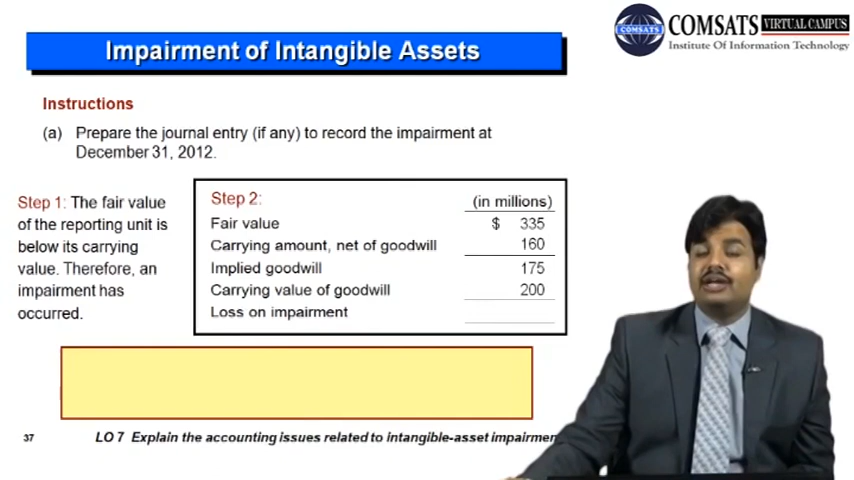 Impairment of Intangible Assets
COMSATS
COMSATS VIRTUAL CAMPUS
Institute Of Information Technology
Instructions
(a) Prepare the journal entry (if any) to record the impairment at
December 31, 2012.
Step 1: The fair value
of the reporting unit is
below its carrying
value. Therefore, an
impairment has
occurred.
Step 2: (in millions)
Fair value $ 335
Carrying amount, net of goodwill 160
Implied goodwill 175
Carrying value of goodwill 200
Loss on impairment
37
LO 7 Explain the accounting issues related to intangible-asset impairmen